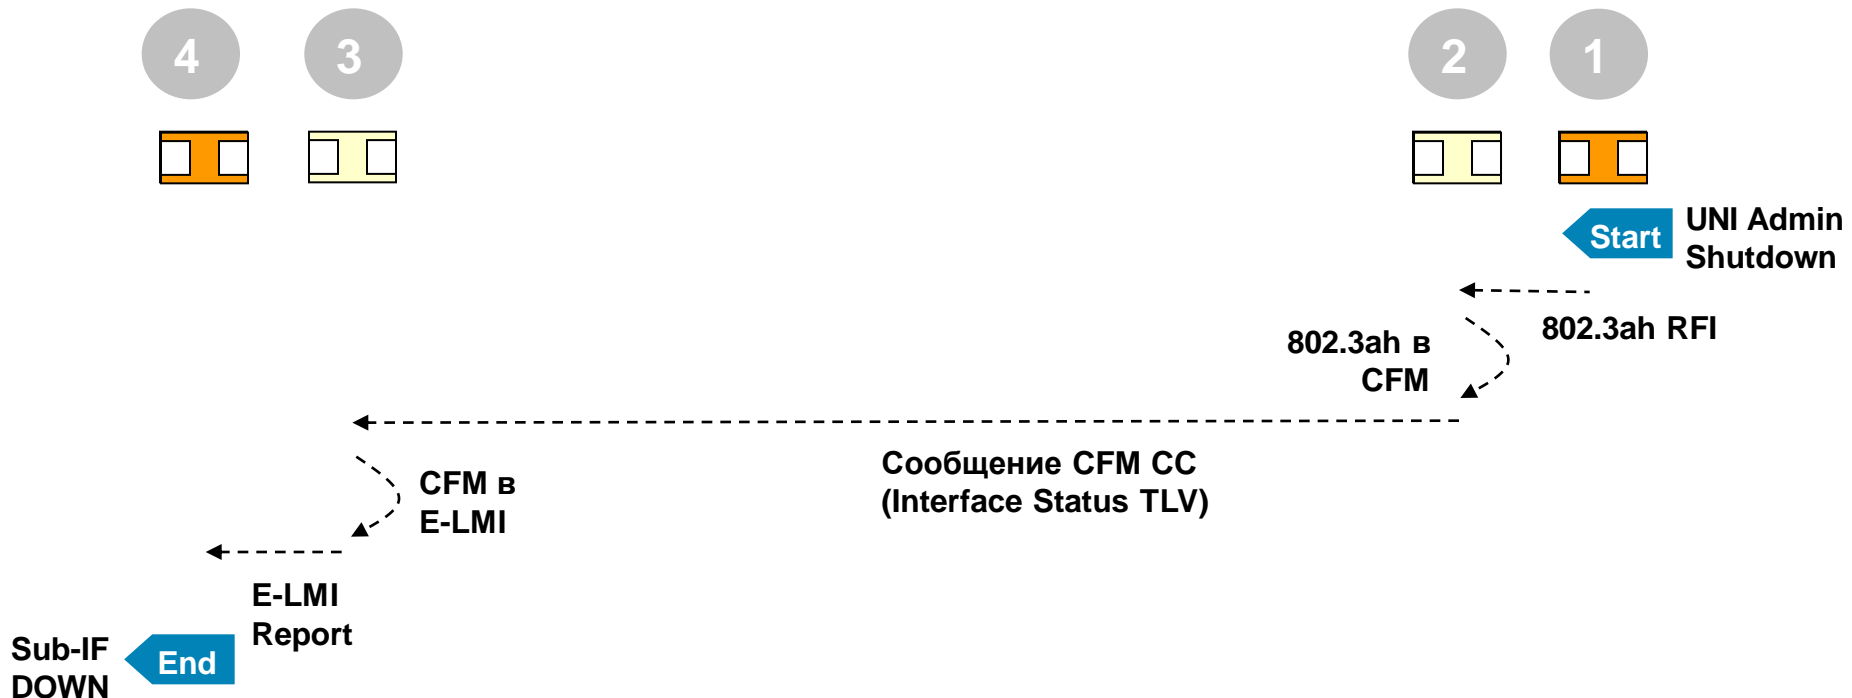 4
3
2
1
Start
UNI Admin
Shutdown
802.3ah RFI
802.3ah в
CFM
Сообщение CFM CC
(Interface Status TLV)
CFM в
E-LMI
E-LMI
Report
Sub-IF
DOWN
End